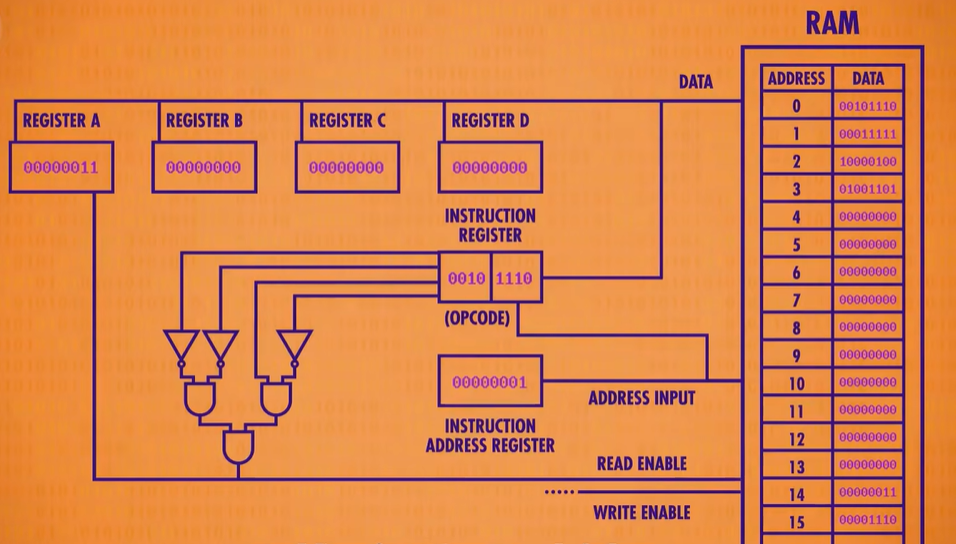 RAM
DATA
ADDRESS DATA
0 00101110
1 00011111
2 10000100
3 01001101
4 00000000
5 00000000
6 00000000
7 00000000
8 00000000
9 00000000
10 00000000
11 00000000
12 00000000
13 00000000
14 00000011
15 00001110
REGISTER A
00000011
REGISTER B
00000000
REGISTER C
00000000
REGISTER D
00000000
INSTRUCTION
REGISTER
0010 1110
(OPCODE)
00000001
INSTRUCTION
ADDRESS REGISTER
ADDRESS INPUT
READ ENABLE
WRITE ENABLE